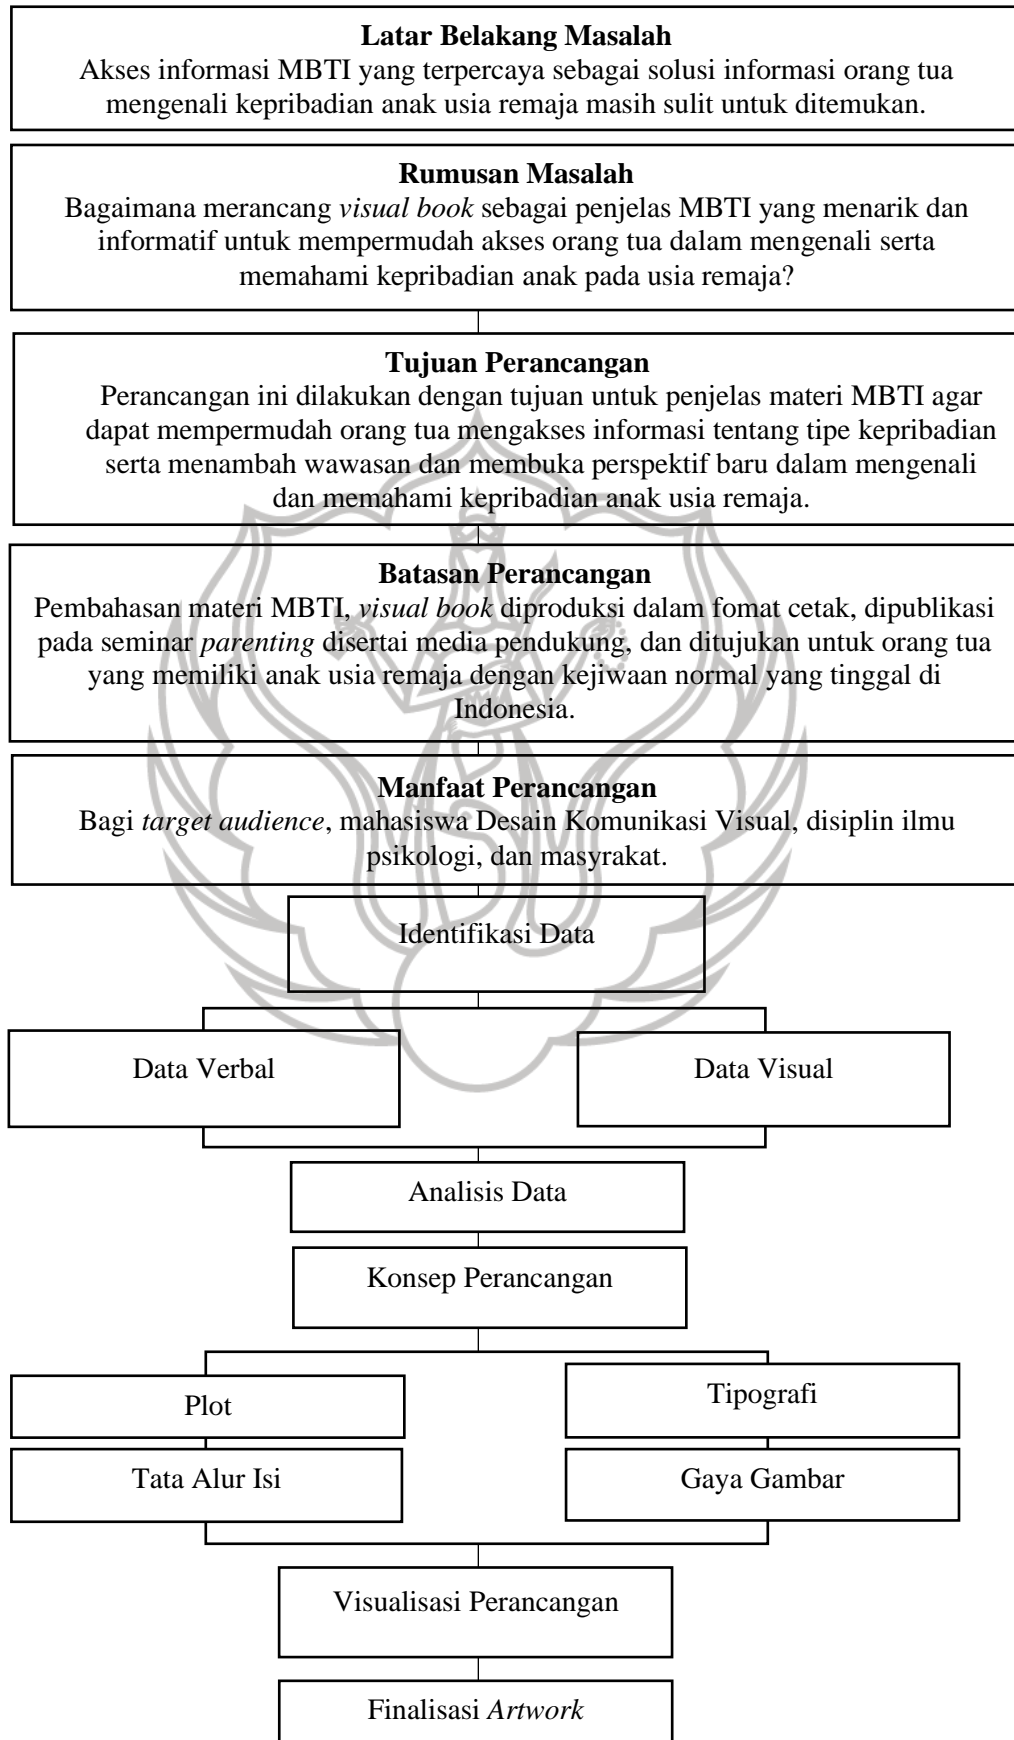 Latar Belakang Masalah
Akses informasi MBTI yang terpercaya sebagai solusi informasi orang tua
mengenali kepribadian anak usia remaja masih sulit untuk ditemukan.
Rumusan Masalah
Bagaimana merancang visual book sebagai penjelas MBTI yang menarik dan
informatif untuk mempermudah akses orang tua dalam mengenali serta
memahami kepribadian anak pada usia remaja?
Tujuan Perancangan
Perancangan ini dilakukan dengan tujuan untuk penjelas materi MBTI agar
dapat mempermudah orang tua mengakses informasi tentang tipe kepribadian
serta menambah wawasan dan membuka perspektif baru dalam mengenali
dan memahami kepribadian anak usia remaja.
Batasan Perancangan
Pembahasan materi MBTI, visual book diproduksi dalam fomat cetak, dipublikasi
pada seminar parenting disertai media pendukung, dan ditujukan untuk orang tua
yang memiliki anak usia remaja dengan kejiwaan normal yang tinggal di
Indonesia.
Manfaat Perancangan
Bagi target audience, mahasiswa Desain Komunikasi Visual, disiplin ilmu
psikologi, dan masyrakat.
Identifikasi Data
Data Verbal
Data Visual
Analisis Data
Konsep Perancangan
Plot
Tipografi
Tata Alur Isi
Gaya Gambar
Visualisasi Perancangan
Finalisasi Artwork